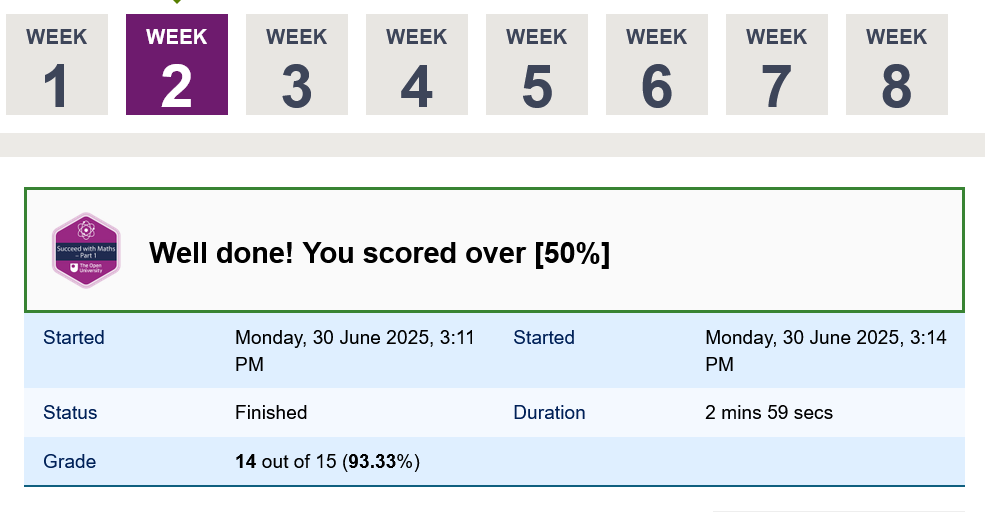 WEEK WEEK WEEK WEEK WEEK WEEK WEEK WEEK
1 2 3 4 5 6 7 8
Succeed with Maths
– Part 1
The Open
University
Well done! You scored over [50%]
Started Monday, 30 June 2025, 3:11 PM Started Monday, 30 June 2025, 3:14 PM
Status Finished Duration 2 mins 59 secs
Grade 14 out of 15 (93.33%)